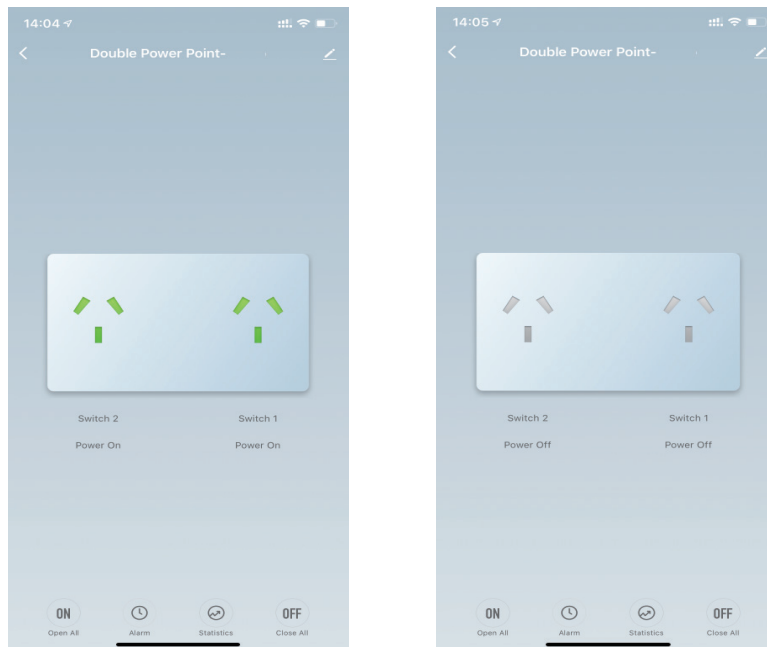 14:04
Double Power Point-
Switch 2
Switch 1
Power On
Power On
ON
OFF
Open All
Alarm
Statistics
Close All
14:05
Double Power Point-
Switch 2
Switch 1
Power Off
Power Off
ON
OFF
Open All
Alarm
Statistics
Close All